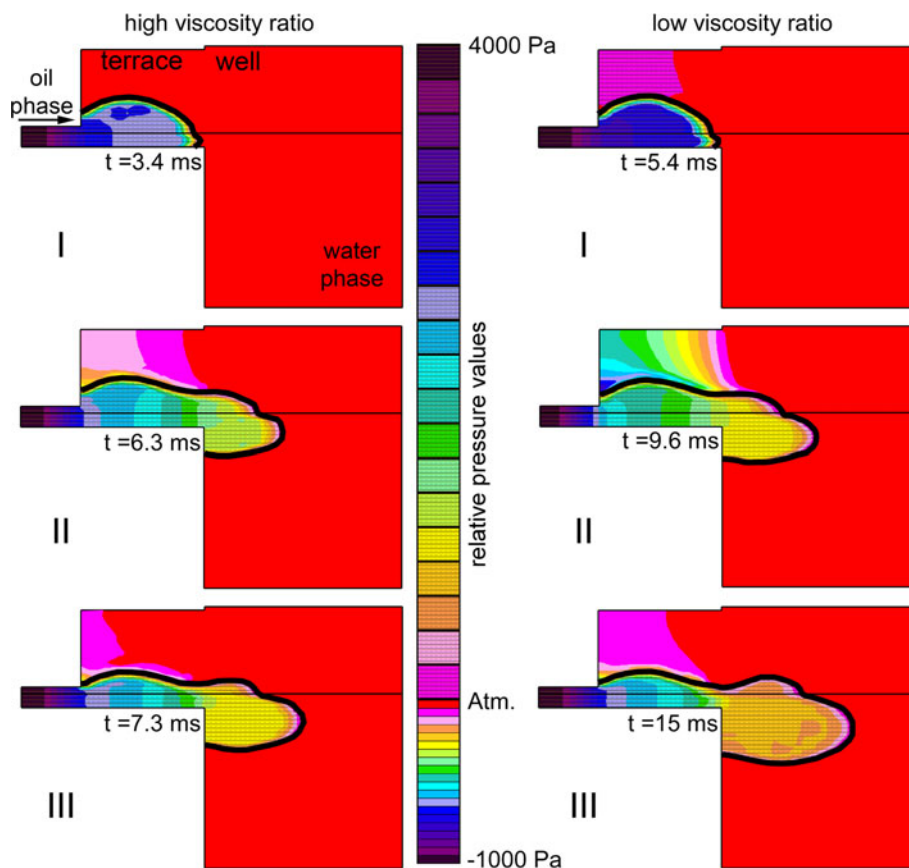 high viscosity ratio
low viscosity ratio
terrace well
oil
phase
t =3.4 ms
I
water
phase
t =6.3 ms
II
t =7.3 ms
III
4000 Pa
relative pressure values
Atm.
-1000 Pa
t =5.4 ms
I
t =9.6 ms
II
t =15 ms
III